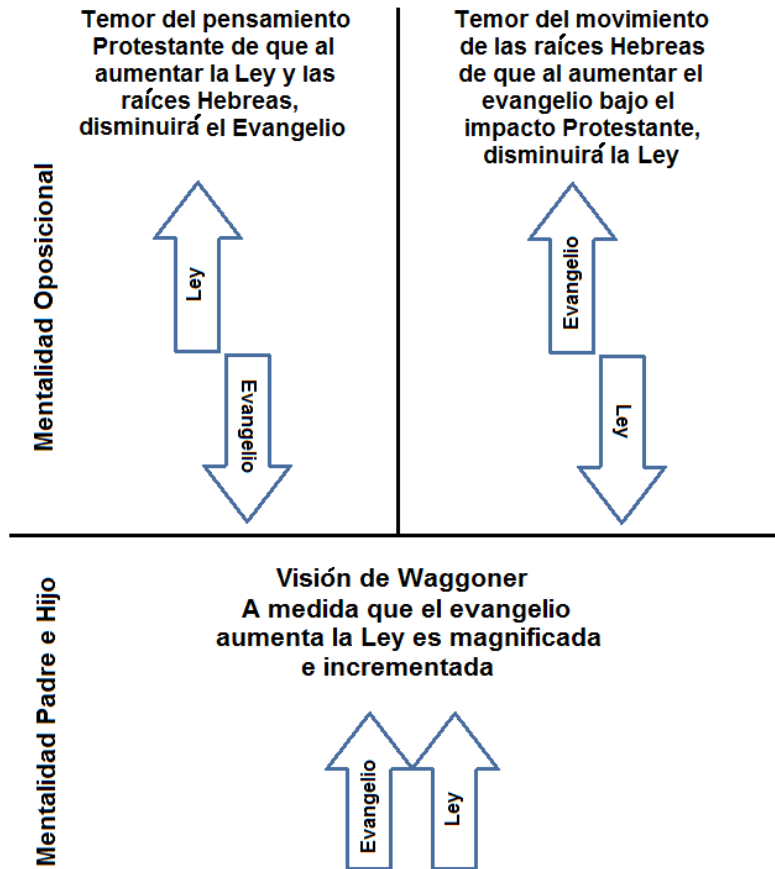 Temor del pensamiento
Protestante de que al
aumentar la Ley y las
raíces Hebreas,
disminuirá el Evangelio
Temor del movimiento
de las raíces Hebreas
de que al aumentar el
evangelio bajo el
impacto Protestante,
disminuirá la Ley
Mentalidad Oposicional
Ley
Evangelio
Evangelio
Ley
Visión de Waggoner
A medida que el evangelio
aumenta la Ley es magnificada
e incrementada
Mentalidad Padre e Hijo
Evangelio
Ley